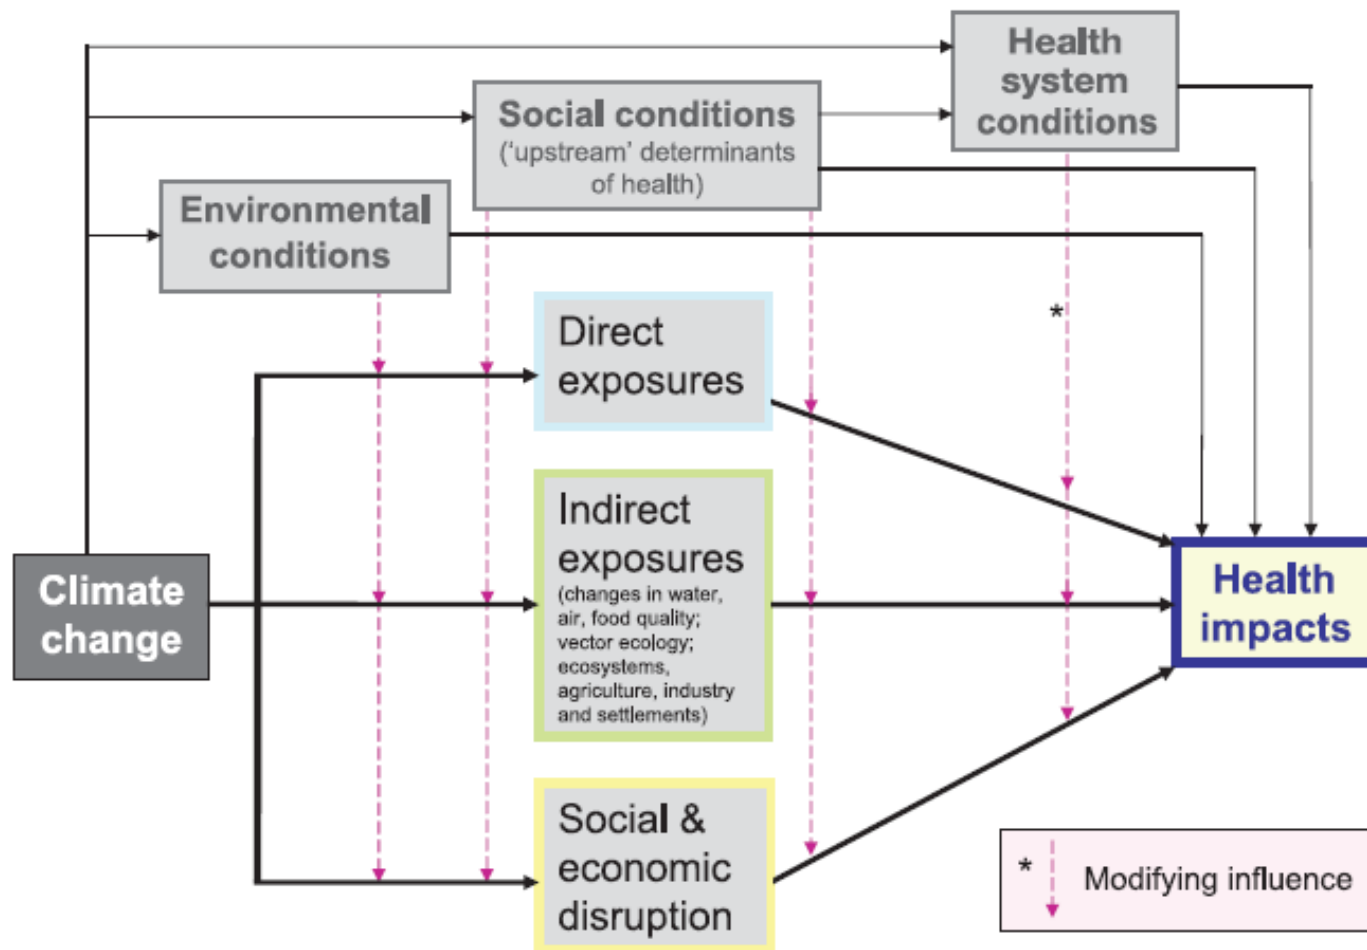 Health
system
conditions
Social conditions
(‘upstream’ determinants
of health)
Environmental
conditions
Direct
exposures
*
Indirect
exposures
(changes in water,
air, food quality;
vector ecology;
ecosystems,
agriculture, industry
and settlements)
Climate
change
Health
impacts
Social &
economic
disruption
* Modifying influence